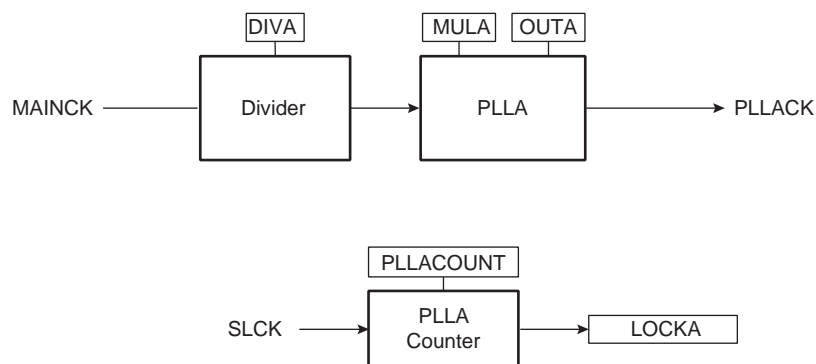 DIVA
MULA
OUTA
MAINCK
Divider
PLLA
PLLACK
PLLACOUNT
SLCK
PLLA
Counter
LOCKA